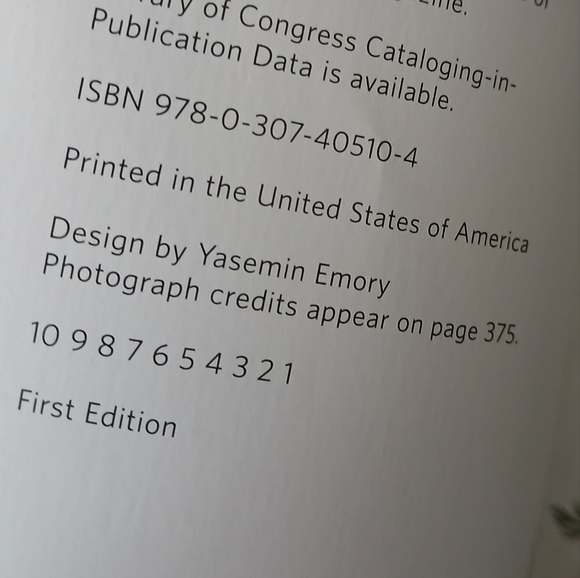 of Congress Cataloging-in-
Publication Data is available.
ISBN 978-0-307-40510-4
Printed in the United States of America
Design by Yasemin Emory
Photograph credits appear on page 375.
10 9 8 7 6 5 4 3 2 1
First Edition